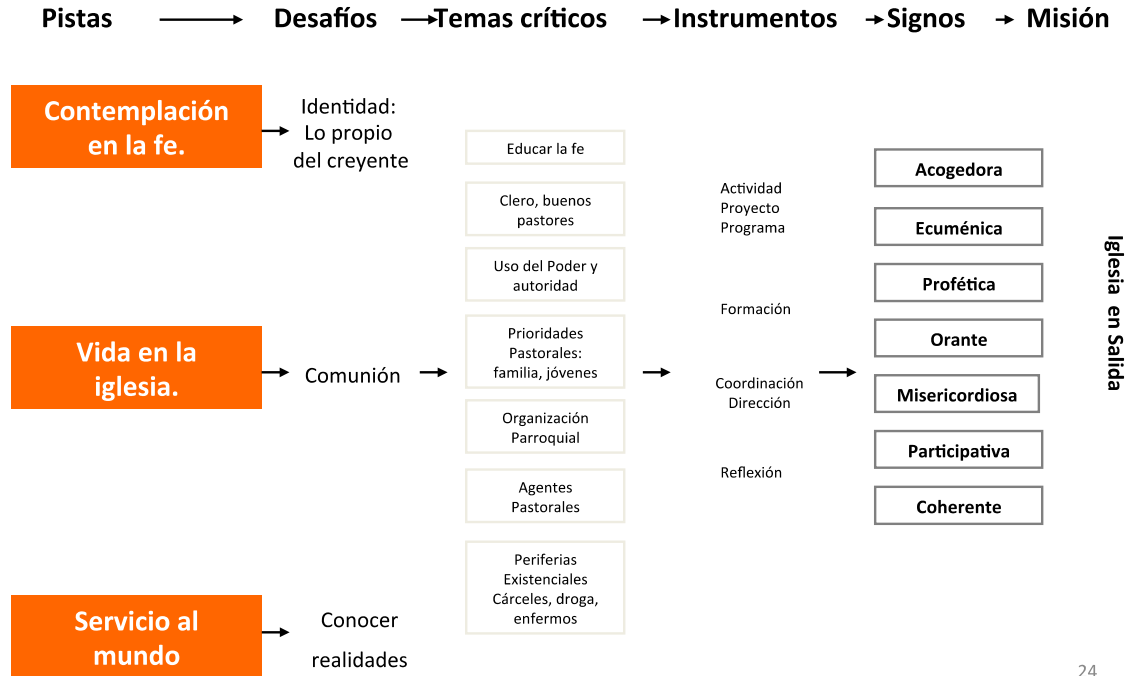 Pistas
Desafíos
Temas críticos
Instrumentos
Signos
Misión
Contemplación
en la fe.
Identidad:
Lo propio
del creyente
Vida en la
iglesia.
Comunión
Servicio al
mundo
Conocer
realidades
Educar la fe
Clero, buenos
pastores
Uso del Poder y
autoridad
Prioridades
Pastorales:
familia, jóvenes
Organización
Parroquial
Agentes
Pastorales
Periferias
Existenciales
Cárceles, droga,
enfermos
Actividad
Proyecto
Programa
Formación
Coordinación
Dirección
Reflexión
Acogedora
Ecuménica
Profética
Orante
Misericordiosa
Participativa
Coherente
Iglesia en Salida
24